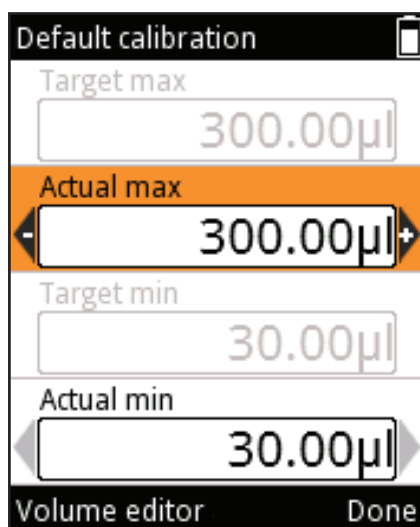 Default calibration
Target max
300.00µl
Actual max
- 300.00µl +
Target min
30.00µl
Actual min
30.00µl
Volume editor Done